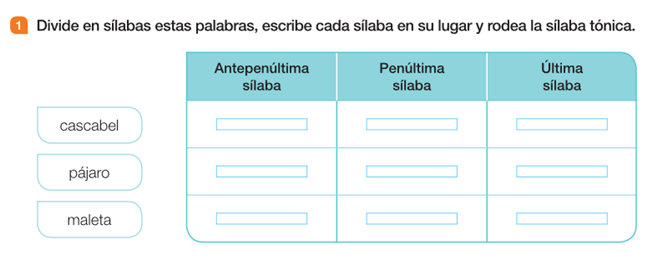 1 Divide en sílabas estas palabras, escribe cada sílaba en su lugar y rodea la sílaba tónica.
Antepenúltima sílaba
Penúltima sílaba
Última sílaba
cascabel
pájaro
maleta